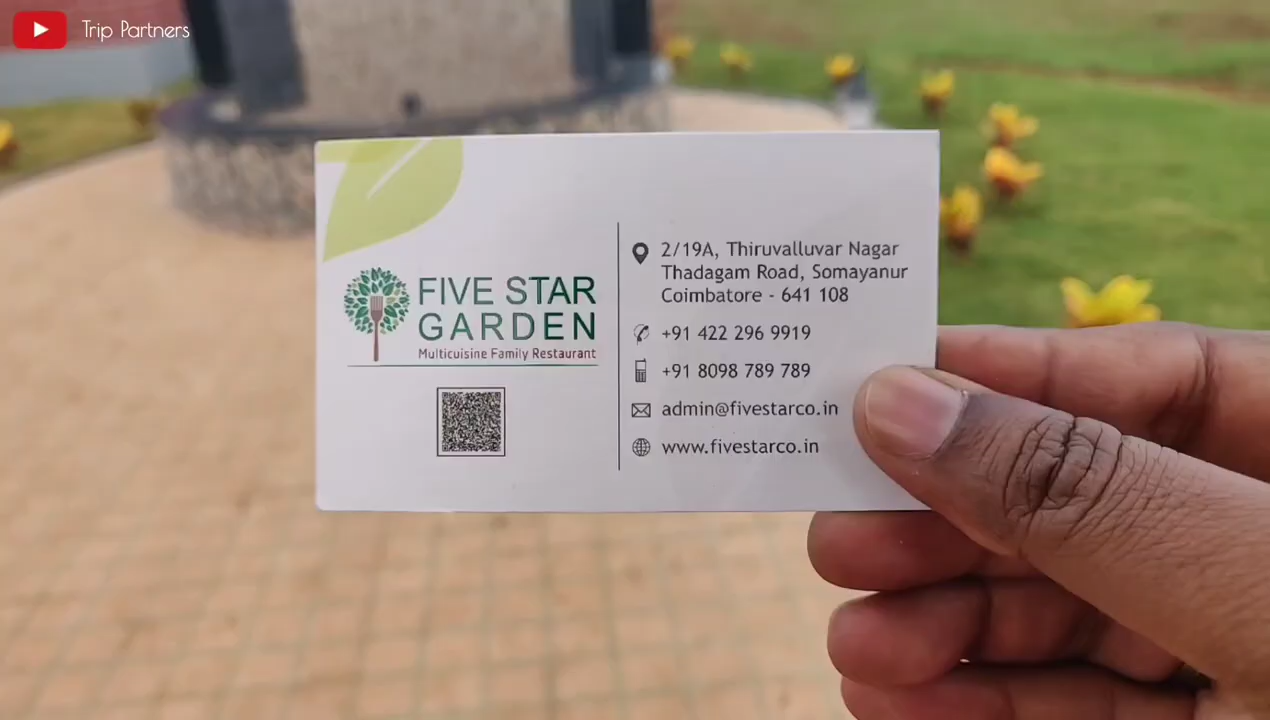 Trip Partners
FIVE STAR
GARDEN
Multicuisine Family Restaurant
2/19A, Thiruvalluvar Nagar
Thadagam Road, Somayanur
Coimbatore - 641 108
+91 422 296 9919
+91 8098 789 789
admin@fivestarco.in
www.fivestarco.in